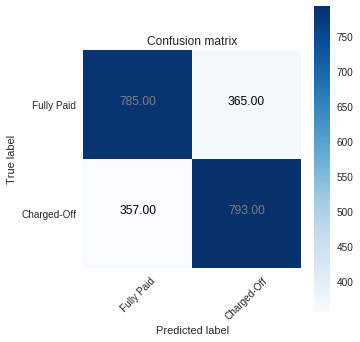 Confusion matrix
Fully Paid
785.00
365.00
Charged-Off
357.00
793.00
Fully Paid
Charged-Off
True label
Predicted label
750
700
650
600
550
500
450
400